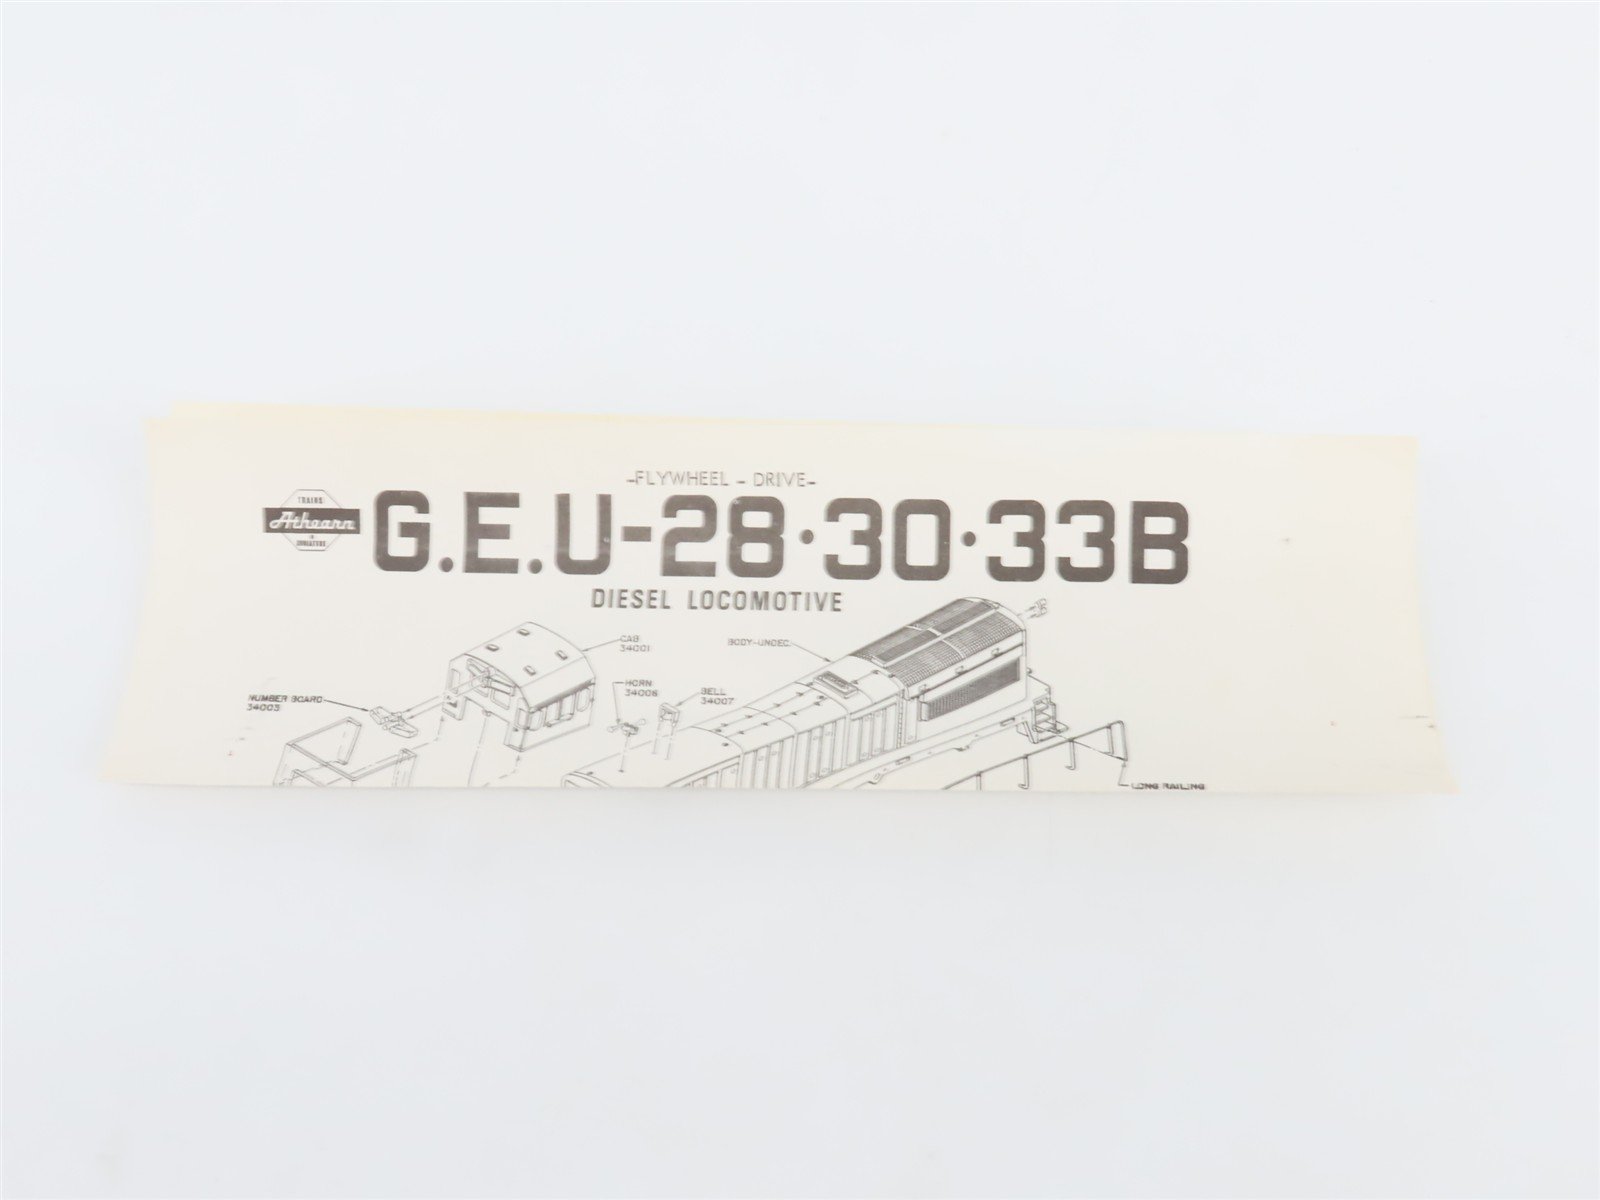 -FLYWHEEL - DRIVE-
TRAINS
Athearn
IN
MINIATURE
G.E.U-28·30·33B
DIESEL LOCOMOTIVE
CAB
34001
BODY-UNDEC.
HORN
34006
BELL
34007
NUMBER BOARD
34003
LONG RAILING